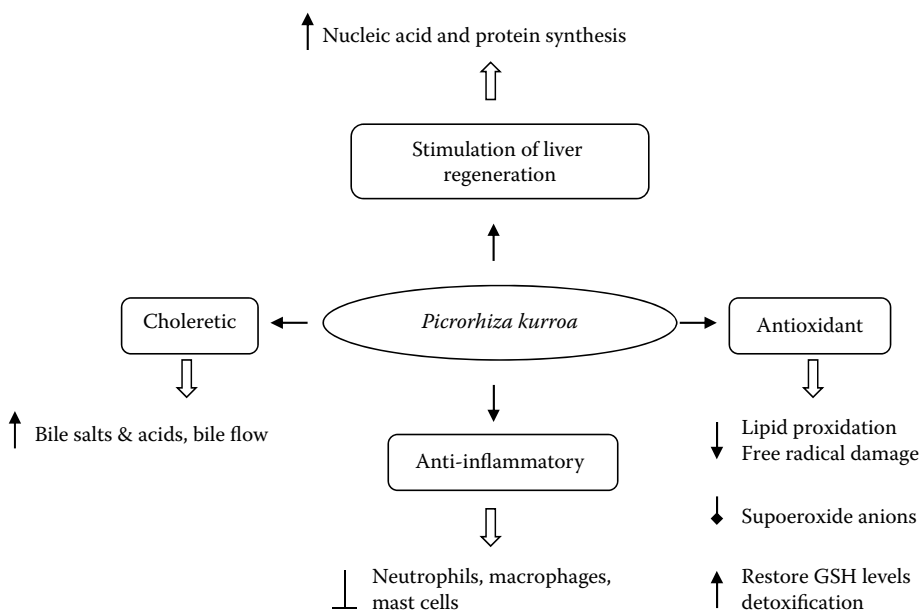 Nucleic acid and protein synthesis
Stimulation of liver
regeneration
Choleretic
Picrorhiza kurroa
Antioxidant
Bile salts & acids, bile flow
Anti-inflammatory
Lipid proxidation
Free radical damage
Supoeroxide anions
Neutrophils, macrophages,
mast cells
Restore GSH levels
detoxification